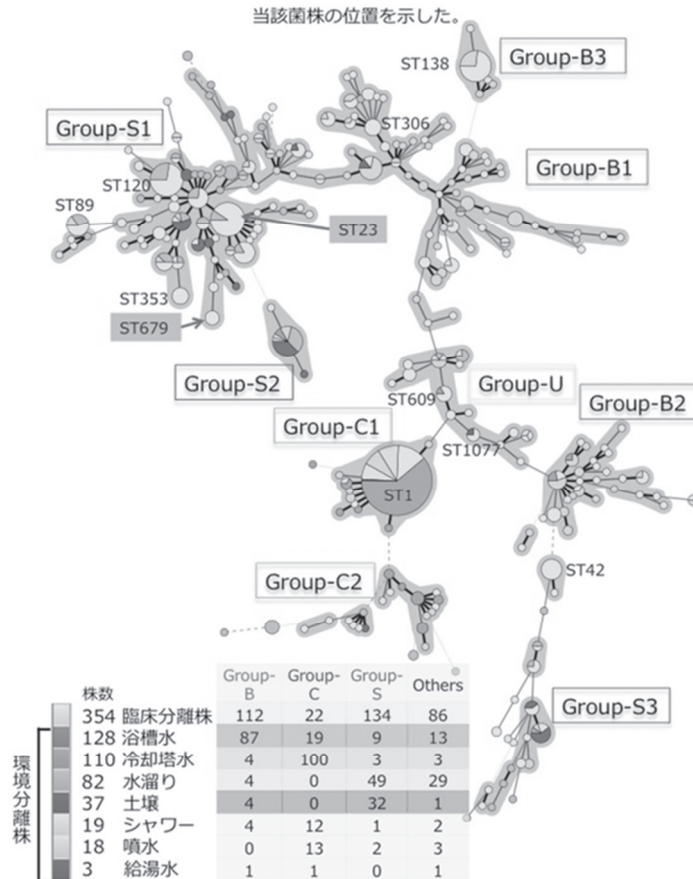 当該菌株の位置を示した。
ST138
Group-B3
ST306
Group-S1
Group-B1
ST120
ST89
ST23
ST353
ST679
Group-S2
Group-U
ST609
Group-B2
Group-C1
ST1077
ST1
ST42
Group-C2
Group-S3
株数
Group-B Group-C Group-S Others
354 臨床分離株 112 22 134 86
128 浴槽水 87 19 9 13
110 冷却塔水 4 100 3 3
82 水溜り 4 0 49 29
37 土壌 4 0 32 1
19 シャワー 4 12 1 2
18 噴水 0 13 2 3
3 給湯水 1 1 0 1
環境分離株